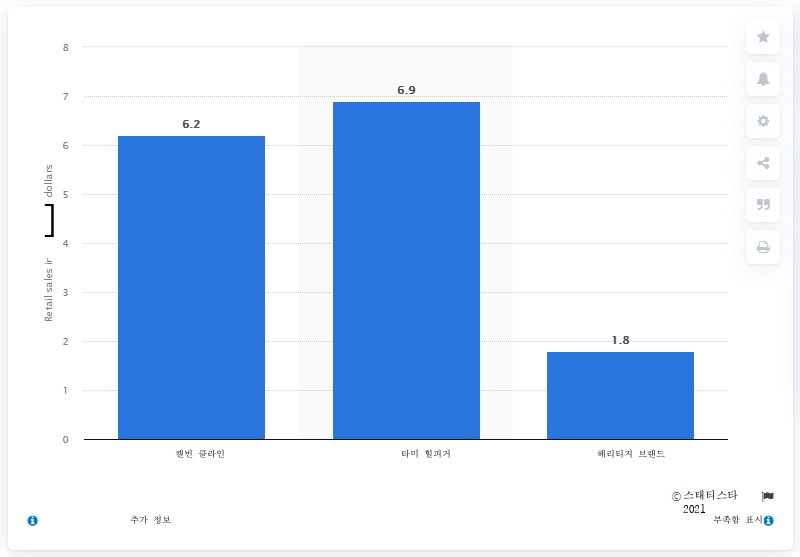 8
7
6
5
4
3
2
1
0
Retail sales in ] dollars
6.2
6.9
1.8
캘빈 클라인
타미 힐피거
헤리티지 브랜드
© 스태티스타
2021
추가 정보
부족함 표시